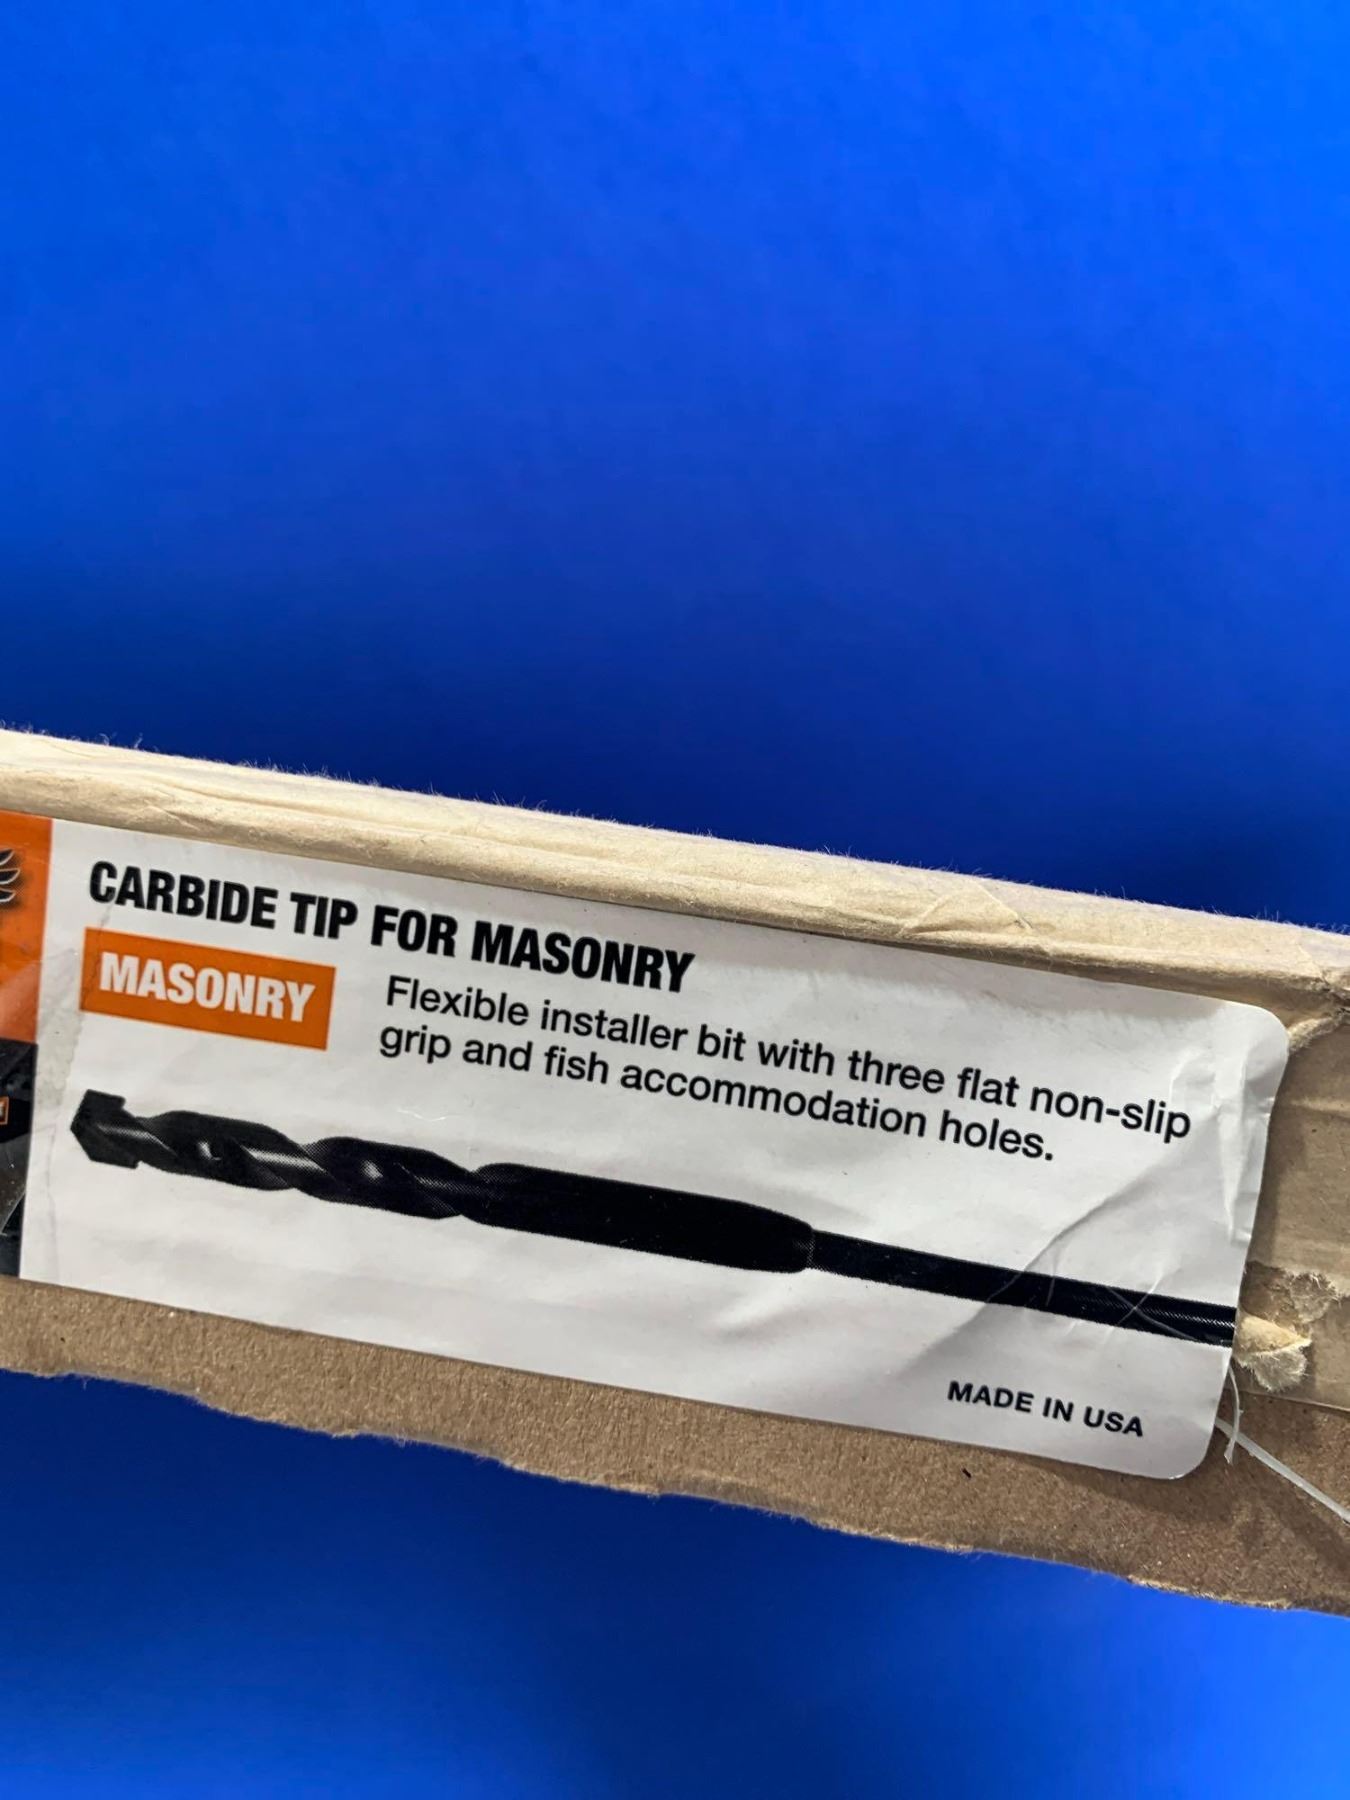 CARBIDE TIP FOR MASONRY
MASONRY
Flexible installer bit with three flat non-slip
grip and fish accommodation holes.
MADE IN USA